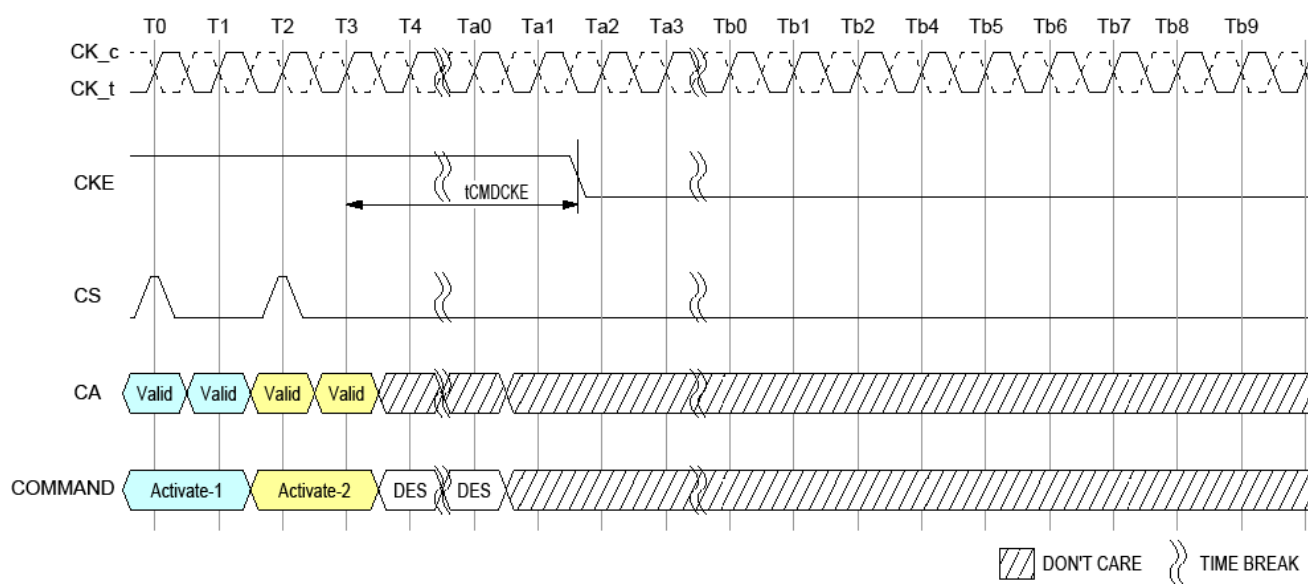 T0 T1 T2 T3 T4 Ta0 Ta1 Ta2 Ta3 Tb0 Tb1 Tb2 Tb4 Tb5 Tb6 Tb7 Tb8 Tb9
CK_c
CK_t
CKE
tCMDCKE
CS
CA Valid Valid Valid Valid
COMMAND Activate-1 Activate-2 DES DES
DON'T CARE TIME BREAK